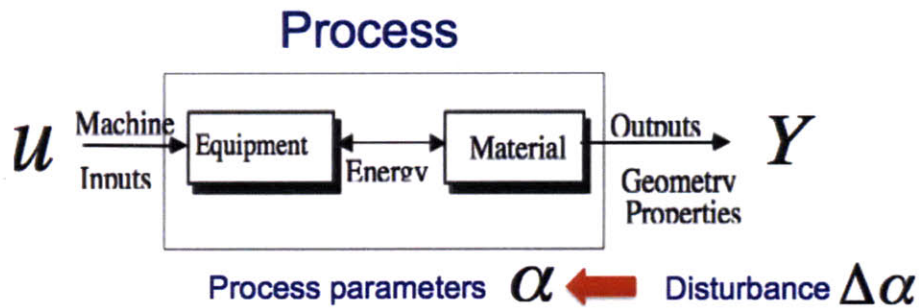 Process
u
Machine
Inputs
Equipment
Energy
Material
Outputs
Geometry
Properties
Y
Process parameters α
Disturbance Δα